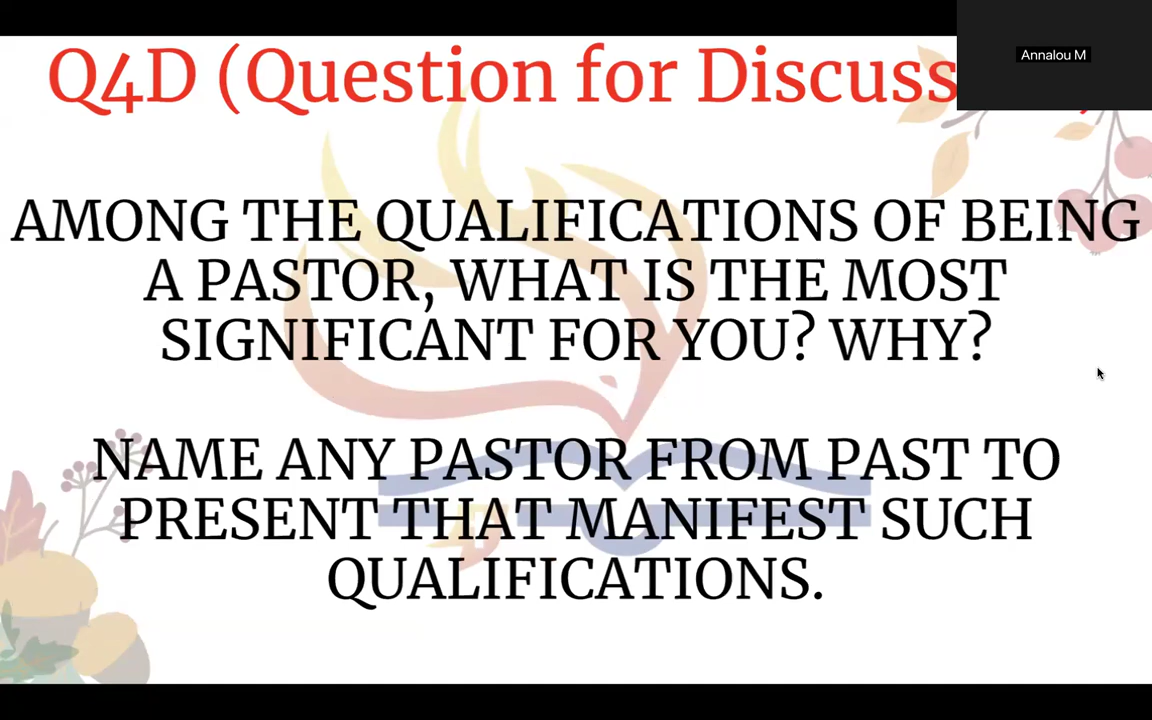 Q4D (Question for Discuss
Annalou M
AMONG THE QUALIFICATIONS OF BEING
A PASTOR, WHAT IS THE MOST
SIGNIFICANT FOR YOU? WHY?
NAME ANY PASTOR FROM PAST TO
PRESENT THAT MANIFEST SUCH
QUALIFICATIONS.